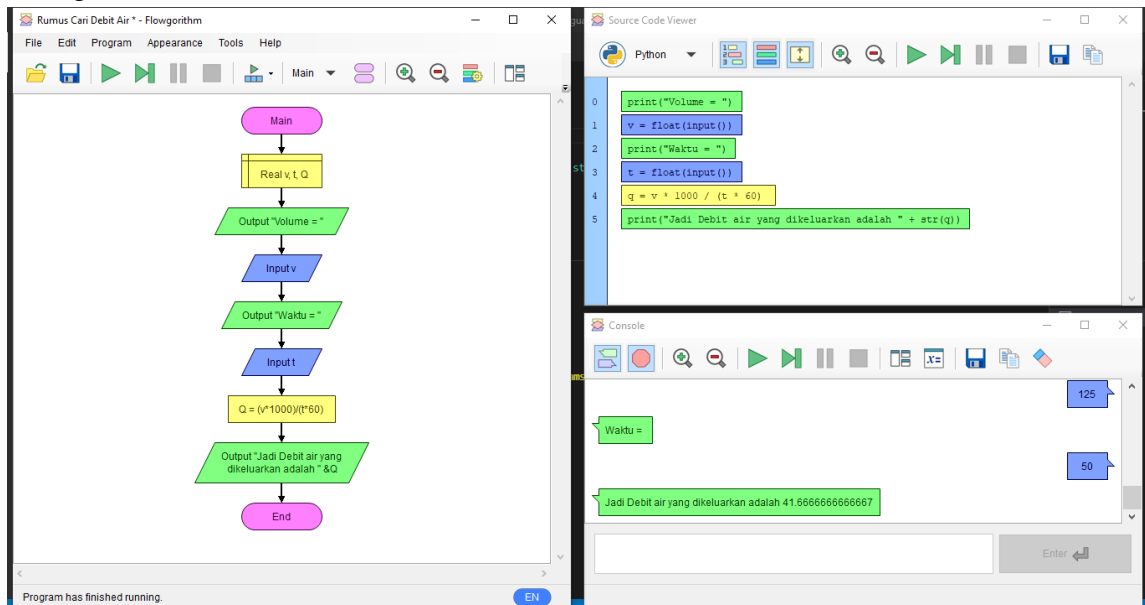 Rumus Cari Debit Air * - Flowgorithm
File Edit Program Appearance Tools Help
Main
Main
Real v, t, Q
Output "Volume = "
Input v
Output "Waktu = "
Input t
Q = (v*1000)/(t*60)
Output "Jadi Debit air yang
dikeluarkan adalah " &Q
End
Program has finished running.
EN
Source Code Viewer
Python
0 print("Volume = ")
1 v = float(input())
2 print("Waktu = ")
3 t = float(input())
4 q = v * 1000 / (t * 60)
5 print("Jadi Debit air yang dikeluarkan adalah " + str(q))
Console
x=
125
Waktu =
50
Jadi Debit air yang dikeluarkan adalah 41.6666666666667
Enter